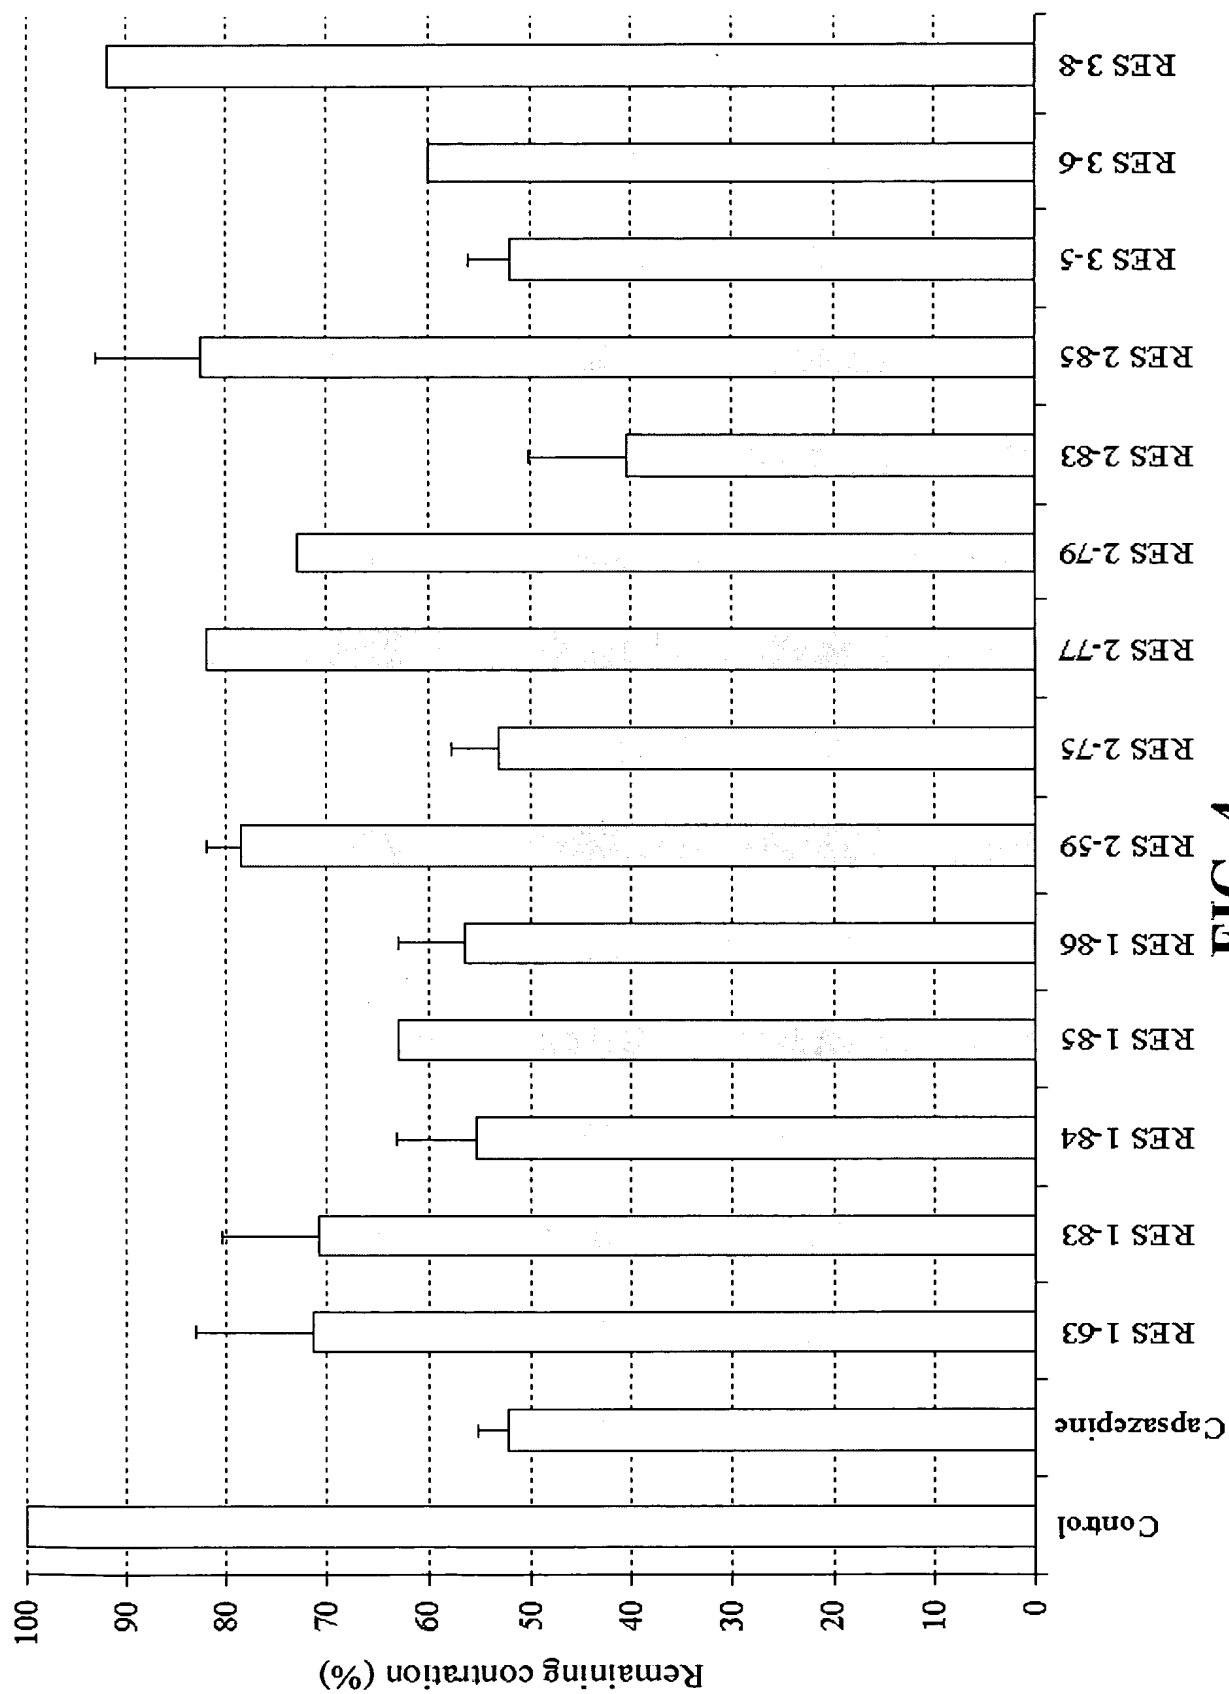 Remaining contration (%)
100
90
80
70
60
50
40
30
20
10
0
Control
Capsazepine
RES 1-63
RES 1-83
RES 1-84
RES 1-85
RES 1-86
RES 2-59
RES 2-75
RES 2-77
RES 2-79
RES 2-83
RES 2-85
RES 3-5
RES 3-6
RES 3-8